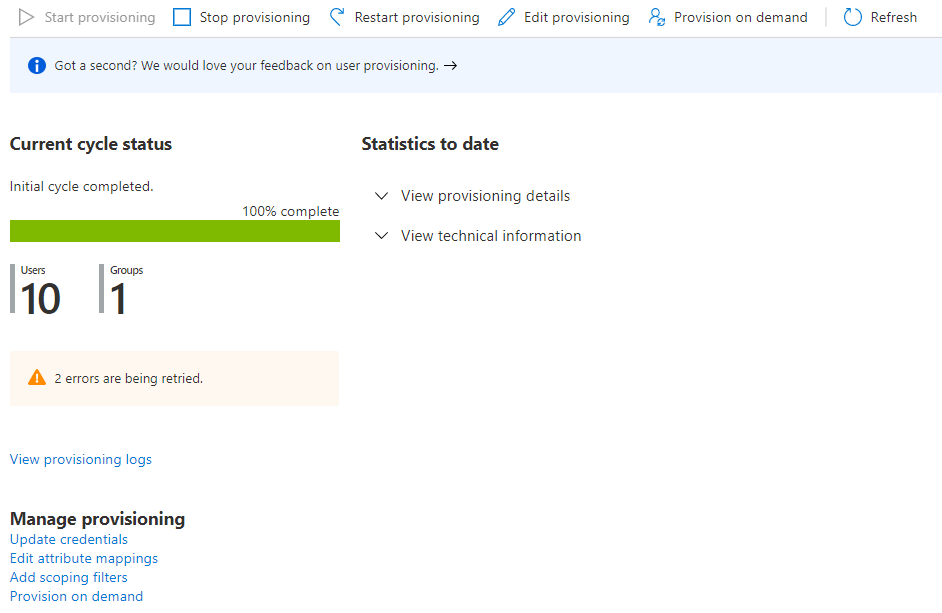 Start provisioning Stop provisioning Restart provisioning Edit provisioning Provision on demand Refresh
Got a second? We would love your feedback on user provisioning. →
Current cycle status
Initial cycle completed.
100% complete
Users Groups
10 1
2 errors are being retried.
View provisioning logs
Statistics to date
View provisioning details
View technical information
Manage provisioning
Update credentials
Edit attribute mappings
Add scoping filters
Provision on demand